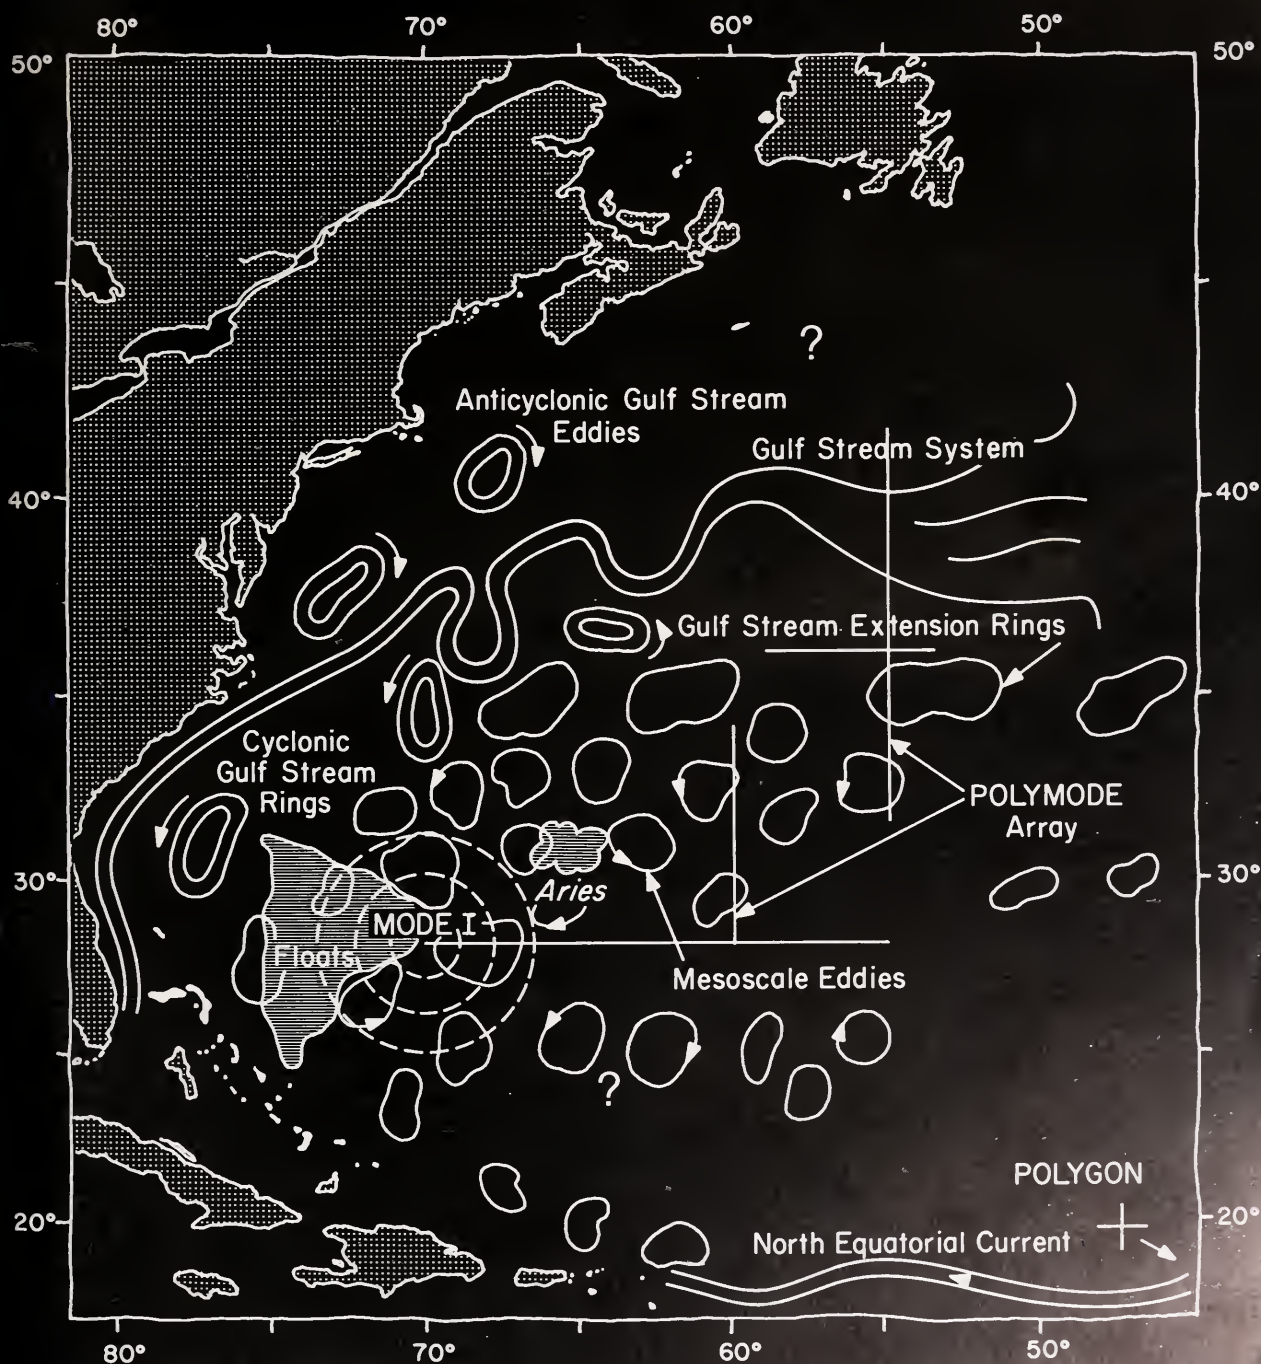 80° 70° 60° 50°
50° 50°
?
Anticyclonic Gulf Stream
Eddies
Gulf Stream System
40° 40°
Gulf Stream Extension Rings
Cyclonic
Gulf Stream
Rings
POLYMODE
Array
30° 30°
Aries
MODE I
Floats
Mesoscale Eddies
?
POLYGON
20° 20°
North Equatorial Current
80° 70° 60° 50°